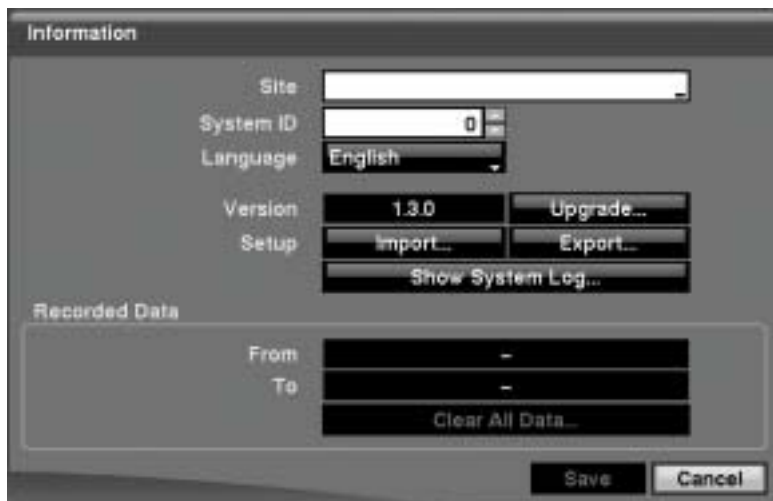 Information
Site _
System ID 0
Language English
Version 1.3.0 Upgrade...
Setup Import... Export...
Show System Log...
Recorded Data
From -
To -
Clear All Data...
Save Cancel